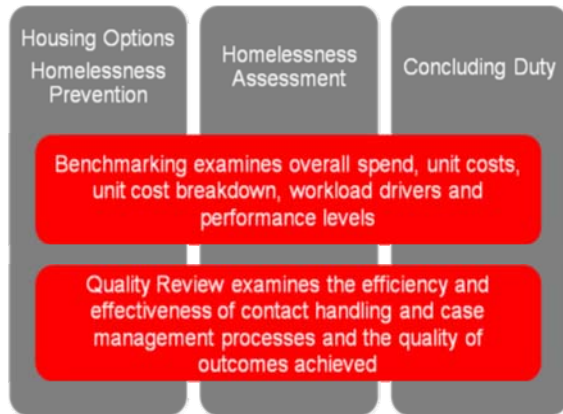 Housing Options
Homelessness
Prevention
Homelessness
Assessment
Concluding Duty
Benchmarking examines overall spend, unit costs,
unit cost breakdown, workload drivers and
performance levels
Quality Review examines the efficiency and
effectiveness of contact handling and case
management processes and the quality of
outcomes achieved